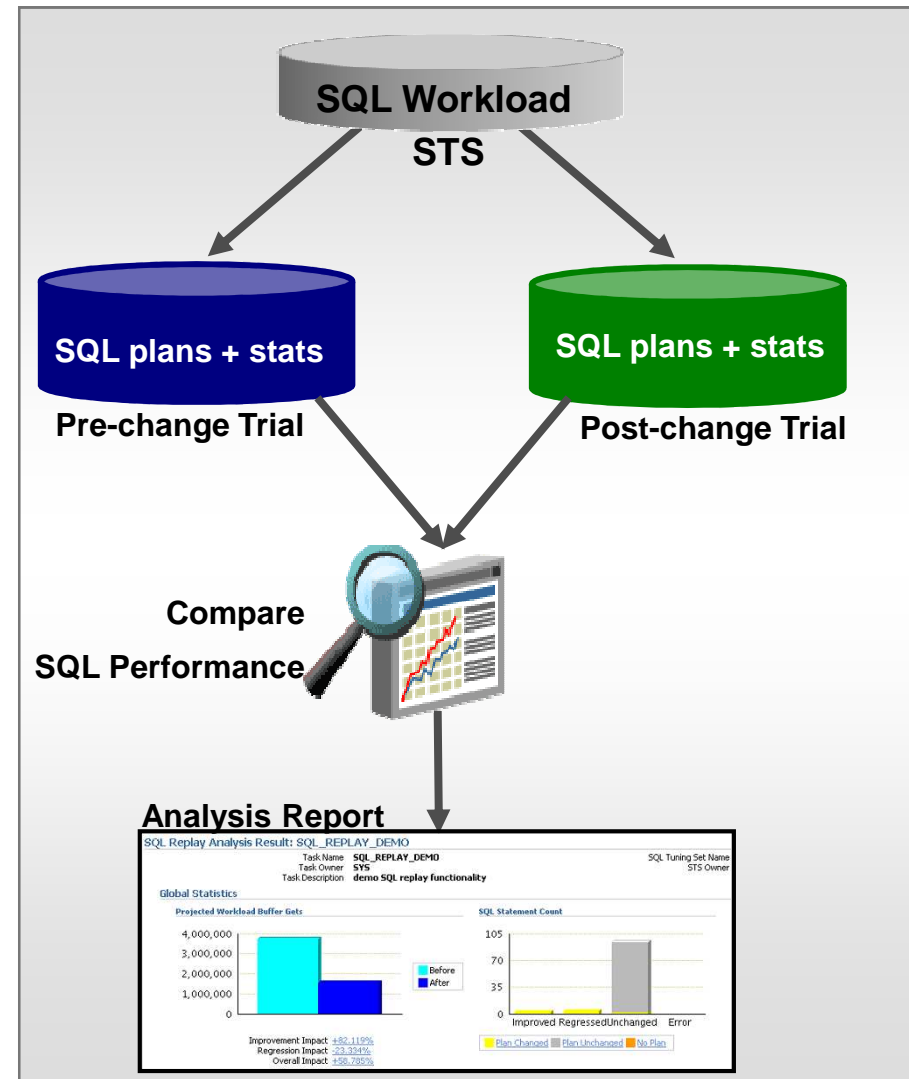 SQL Workload
STS
SQL plans + stats
SQL plans + stats
Pre-change Trial
Post-change Trial
Compare
SQL Performance
Analysis Report
SQL Replay Analysis Result: SQL_REPLAY_DEMO
Task Name SQL_REPLAY_DEMO
SQL Tuning Set Name
Task Owner SYS
STS Owner
Task Description demo SQL replay functionality
Global Statistics
Projected Workload Buffer Gets
4,000,000
3,000,000
2,000,000
1,000,000
0
Before
After
Improvement Impact +82.119%
Regression Impact -23.334%
Overall Impact +58.785%
SQL Statement Count
105
70
35
0
Improved Regressed Unchanged Error
Plan Changed Plan Unchanged No Plan